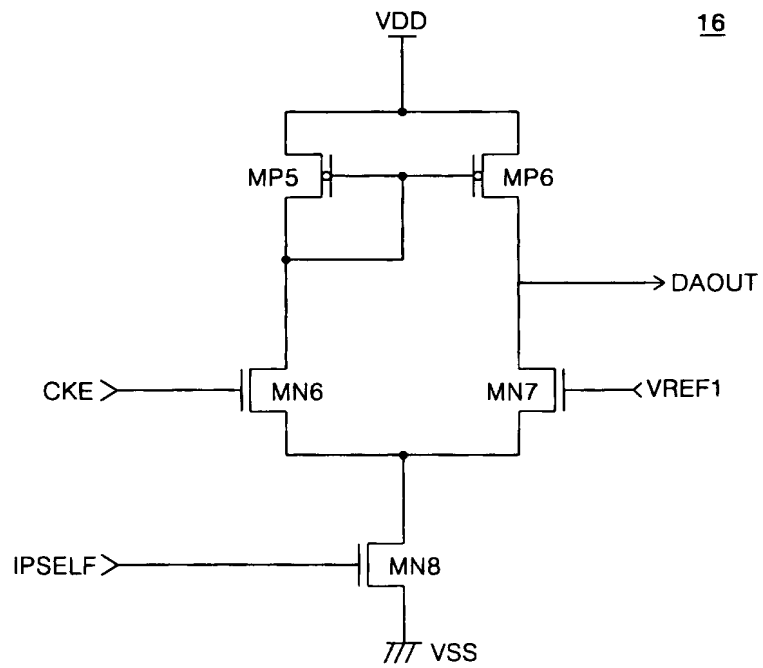 VDD
16
MP5
MP6
DAOUT
CKE
MN6
MN7
VREF1
IPSELF
MN8
VSS